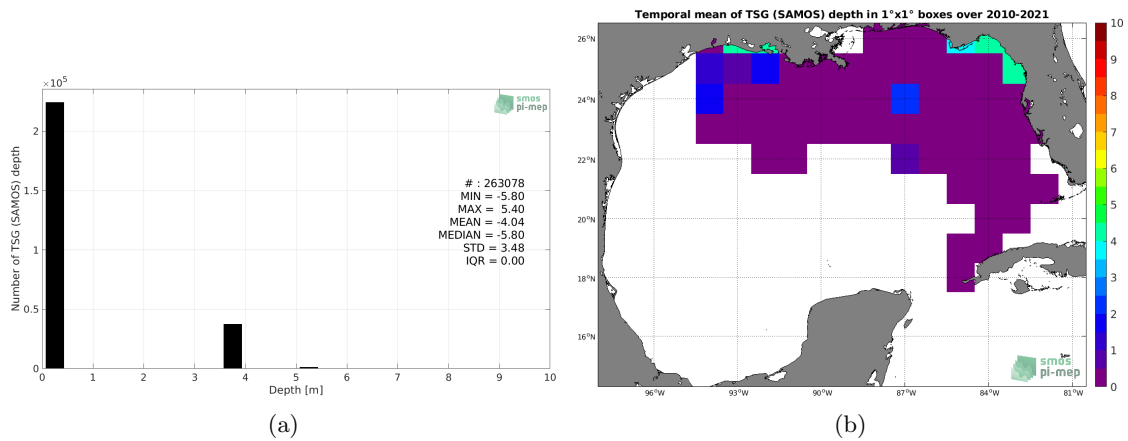 ×10⁵
2
1.5
1
0.5
0
Number of TSG (SAMOS) depth
smos
pi-mep
# : 263078
MIN = -5.80
MAX = 5.40
MEAN = -4.04
MEDIAN = -5.80
STD = 3.48
IQR = 0.00
0 1 2 3 4 5 6 7 8 9 10
Depth [m]
(a)
Temporal mean of TSG (SAMOS) depth in 1°x1° boxes over 2010-2021
26°N
24°N
22°N
20°N
18°N
16°N
96°W 93°W 90°W 87°W 84°W 81°W
smos
pi-mep
10
9
8
7
6
5
4
3
2
1
0
(b)